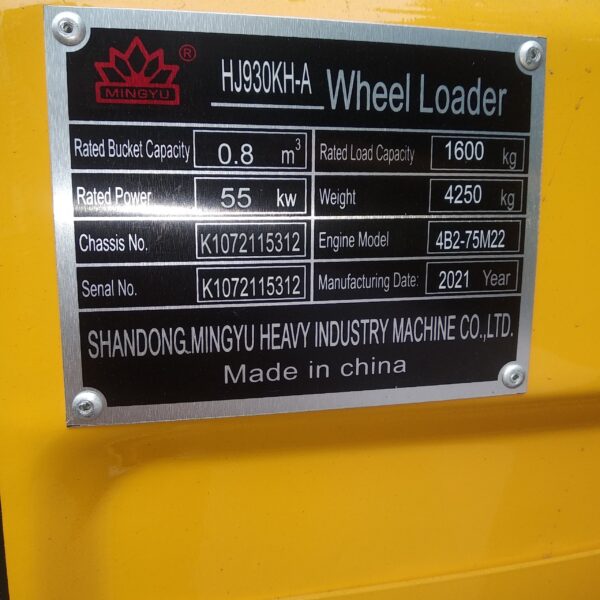 MINGYU ® HJ930KH-A Wheel Loader
Rated Bucket Capacity 0.8 m³ Rated Load Capacity 1600 kg
Rated Power 55 kw Weight 4250 kg
Chassis No. K1072115312 Engine Model 4B2-75M22
Senal No. K1072115312 Manufacturing Date: 2021 Year
SHANDONG MINGYU HEAVY INDUSTRY MACHINE CO.,LTD.
Made in china